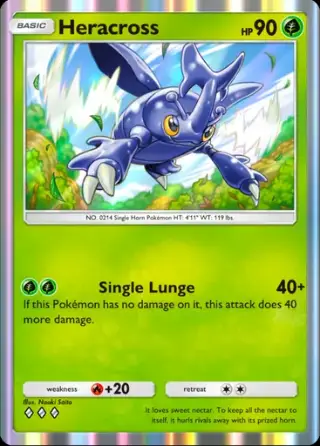 BASIC Heracross HP 90
NO. 0214 Single Horn Pokémon HT: 4'11" WT: 119 lbs.
Single Lunge 40+
If this Pokémon has no damage on it, this attack does 40
more damage.
weakness +20 retreat
Illus. Naoki Saito
It loves sweet nectar. To keep all the nectar to
itself, it hurls rivals away with its prized horn.